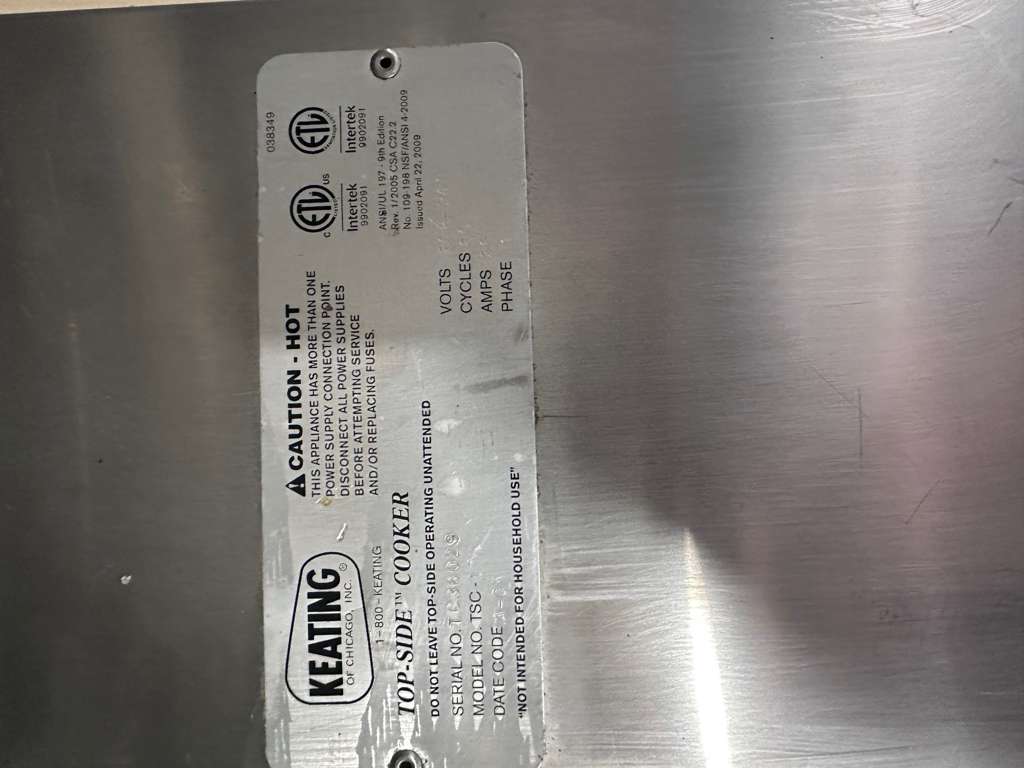 KEATING
OF CHICAGO, INC. ®
1-800-KEATING
TOP-SIDE™ COOKER
DO NOT LEAVE TOP-SIDE OPERATING UNATTENDED
SERIAL NO.
MODEL NO. TSC-
DATE CODE
"NOT INTENDED FOR HOUSEHOLD USE"
CAUTION - HOT
THIS APPLIANCE HAS MORE THAN ONE
POWER SUPPLY CONNECTION POINT.
DISCONNECT ALL POWER SUPPLIES
BEFORE ATTEMPTING SERVICE
AND/OR REPLACING FUSES.
VOLTS
CYCLES
AMPS
PHASE
038349
C ETL US
Intertek
9902091
ETL
Intertek
9902091
ANSI/UL 197 - 9th Edition
Rev. 1/2005 CSA C22.2
No. 109-198 NSF/ANSI 4-2009
Issued April 22, 2009